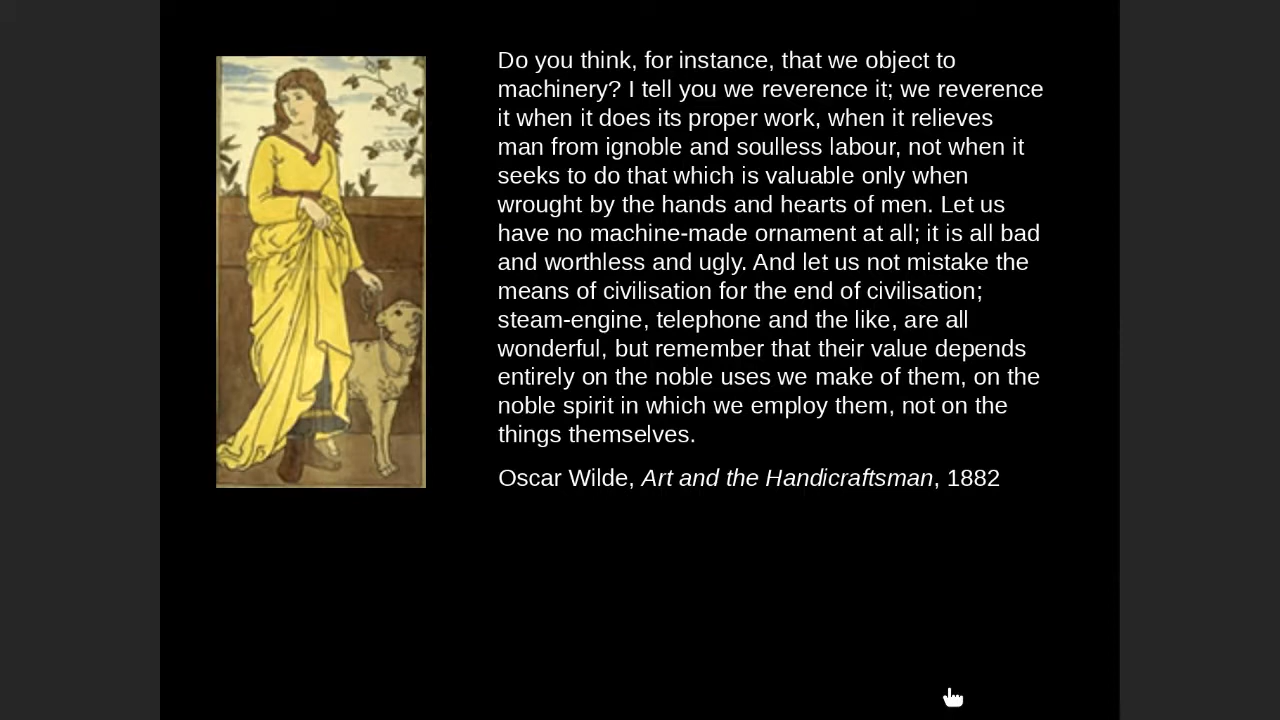 Do you think, for instance, that we object to
machinery? I tell you we reverence it; we reverence
it when it does its proper work, when it relieves
man from ignoble and soulless labour, not when it
seeks to do that which is valuable only when
wrought by the hands and hearts of men. Let us
have no machine-made ornament at all; it is all bad
and worthless and ugly. And let us not mistake the
means of civilisation for the end of civilisation;
steam-engine, telephone and the like, are all
wonderful, but remember that their value depends
entirely on the noble uses we make of them, on the
noble spirit in which we employ them, not on the
things themselves.
Oscar Wilde, Art and the Handicraftsman, 1882